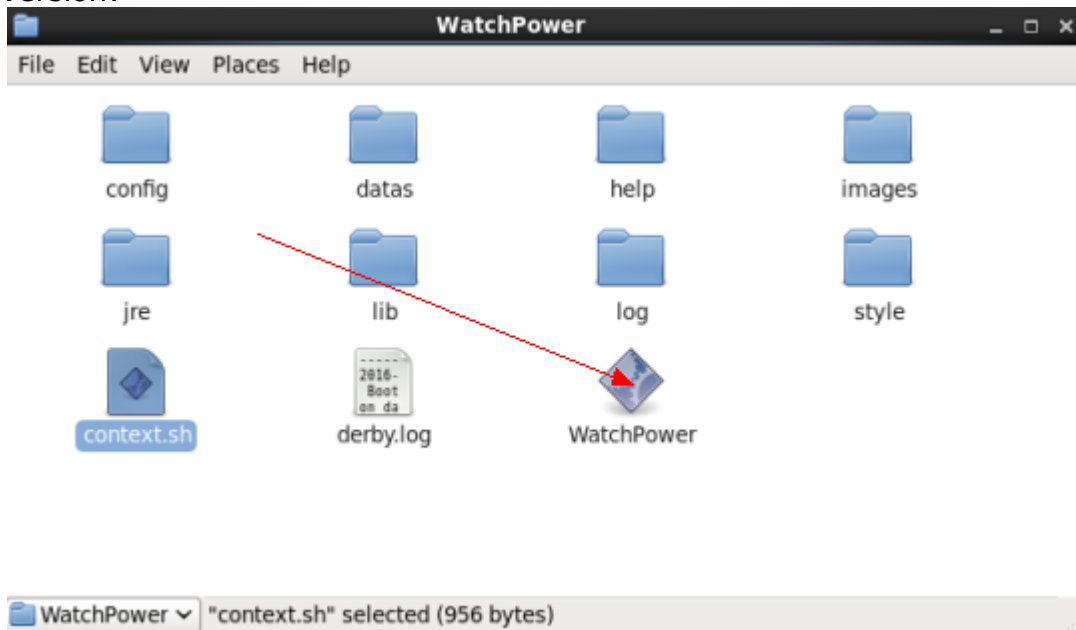 version.
WatchPower
File Edit View Places Help
config datas help images
jre lib log style
2016-
Boot
on da
context.sh derby.log WatchPower
WatchPower "context.sh" selected (956 bytes)